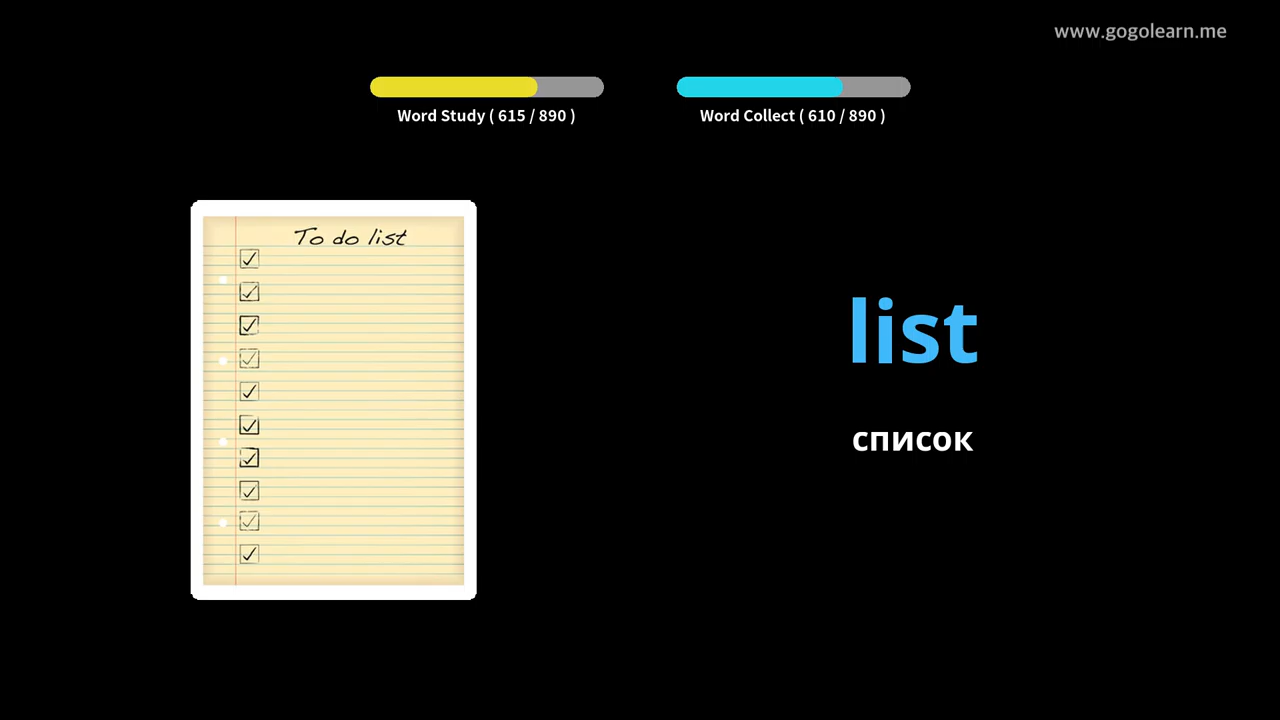 www.gogolearn.me
Word Study ( 615 / 890 )
Word Collect ( 610 / 890 )
To do list
list
список